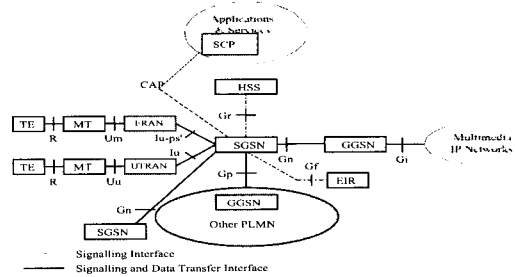 Applications
& Services
SCP
CAP
HSS
Gr
TE
MT
ERAN
R
Um
Iu-ps'
Iu
SGSN
Gn
GGSN
Gi
Multimedia
IP Networks
TE
MT
UTRAN
R
Uu
Gp
Gf
EIR
Gn
GGSN
SGSN
Other PLMN
Signalling Interface
Signalling and Data Transfer Interface